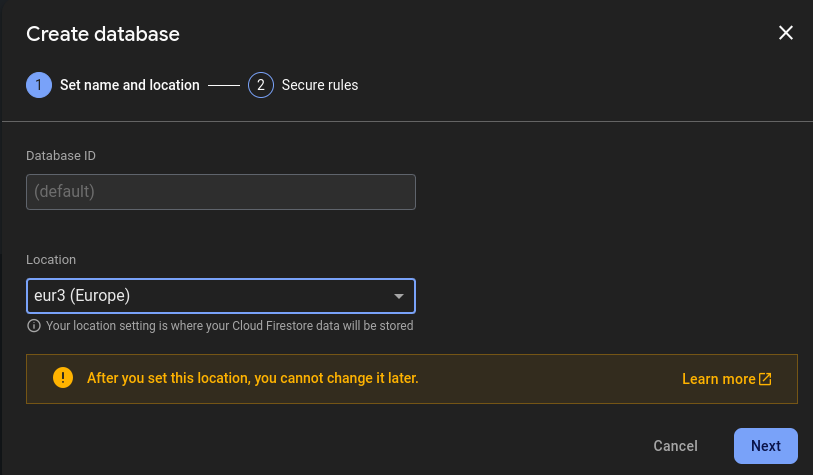 Create database
1 Set name and location 2 Secure rules
Database ID
(default)
Location
eur3 (Europe)
Your location setting is where your Cloud Firestore data will be stored
After you set this location, you cannot change it later. Learn more
Cancel Next